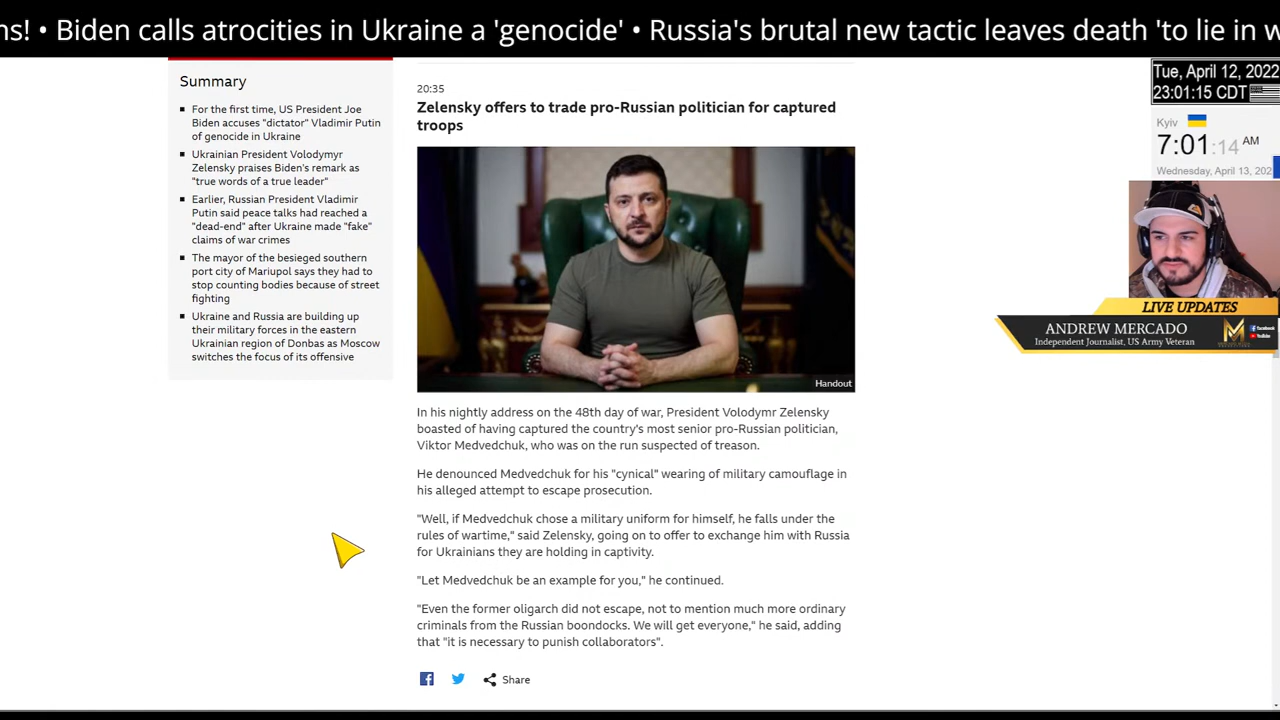 ns! • Biden calls atrocities in Ukraine a 'genocide' • Russia's brutal new tactic leaves death 'to lie in w
Summary
For the first time, US President Joe
Biden accuses "dictator" Vladimir Putin
of genocide in Ukraine
Ukrainian President Volodymyr
Zelensky praises Biden's remark as
"true words of a true leader"
Earlier, Russian President Vladimir
Putin said peace talks had reached a
"dead-end" after Ukraine made "fake"
claims of war crimes
The mayor of the besieged southern
port city of Mariupol says they had to
stop counting bodies because of street
fighting
Ukraine and Russia are building up
their military forces in the eastern
Ukrainian region of Donbas as Moscow
switches the focus of its offensive
20:35
Zelensky offers to trade pro-Russian politician for captured
troops
Handout
In his nightly address on the 48th day of war, President Volodymr Zelensky
boasted of having captured the country's most senior pro-Russian politician,
Viktor Medvedchuk, who was on the run suspected of treason.
He denounced Medvedchuk for his "cynical" wearing of military camouflage in
his alleged attempt to escape prosecution.
"Well, if Medvedchuk chose a military uniform for himself, he falls under the
rules of wartime," said Zelensky, going on to offer to exchange him with Russia
for Ukrainians they are holding in captivity.
"Let Medvedchuk be an example for you," he continued.
"Even the former oligarch did not escape, not to mention much more ordinary
criminals from the Russian boondocks. We will get everyone," he said, adding
that "it is necessary to punish collaborators".
Share
Tue, April 12, 2022
23:01:15 CDT
Kyiv
7:01:14 AM
Wednesday, April 13, 202
LIVE UPDATES
ANDREW MERCADO
Independent Journalist, US Army Veteran
facebook
YouTube